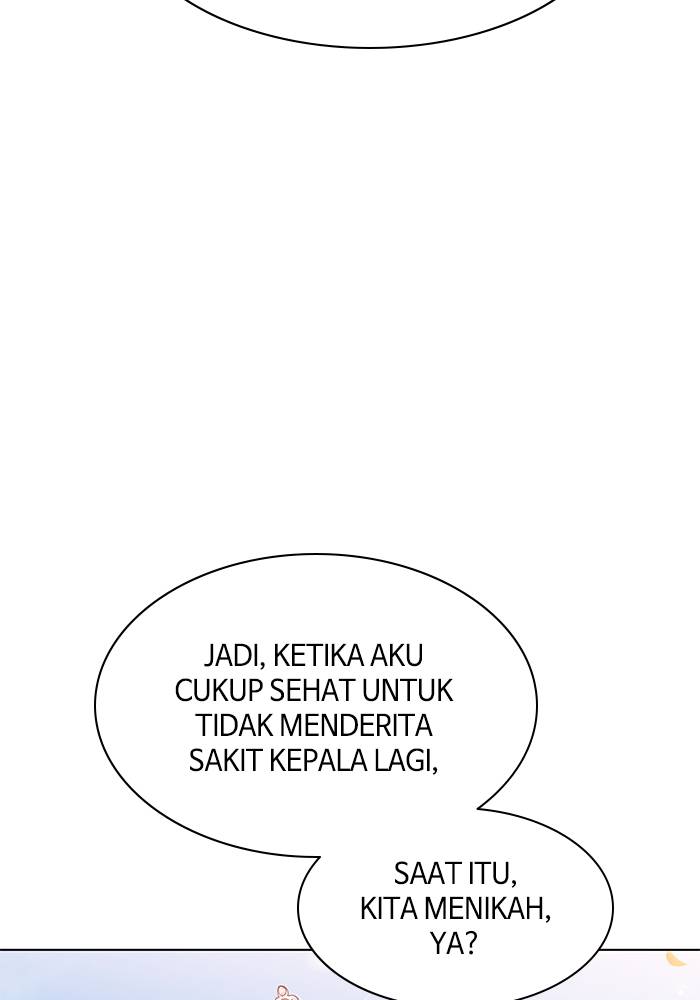 JADI, KETIKA AKU
CUKUP SEHAT UNTUK
TIDAK MENDERITA
SAKIT KEPALA LAGI,
SAAT ITU,
KITA MENIKAH,
YA?